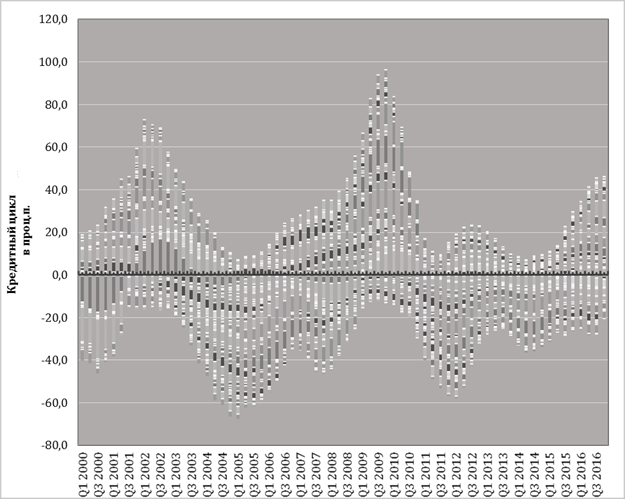 120,0
100,0
80,0
60,0
40,0
20,0
0,0
-20,0
-40,0
-60,0
-80,0
Кредитный цикл
в проц.п.
Q1 2000
Q3 2000
Q1 2001
Q3 2001
Q1 2002
Q3 2002
Q1 2003
Q3 2003
Q1 2004
Q3 2004
Q1 2005
Q3 2005
Q1 2006
Q3 2006
Q1 2007
Q3 2007
Q1 2008
Q3 2008
Q1 2009
Q3 2009
Q1 2010
Q3 2010
Q1 2011
Q3 2011
Q1 2012
Q3 2012
Q1 2013
Q3 2013
Q1 2014
Q3 2014
Q1 2015
Q3 2015
Q1 2016
Q3 2016